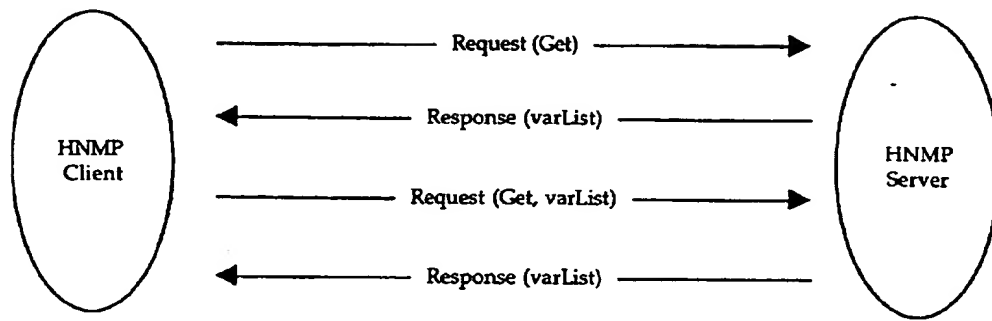 Request (Get)
Response (varList)
HNMP
Client
HNMP
Server
Request (Get, varList)
Response (varList)